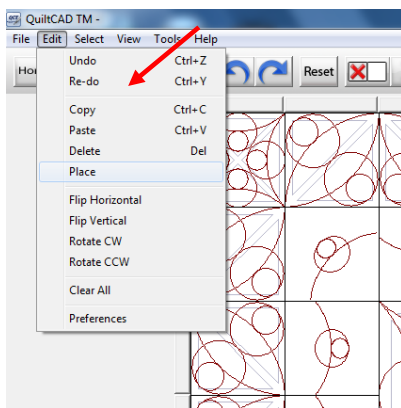 QuiltCAD TM -
File Edit Select View Tools Help
Reset
Undo Ctrl+Z
Re-do Ctrl+Y
Copy Ctrl+C
Paste Ctrl+V
Delete Del
Place
Flip Horizontal
Flip Vertical
Rotate CW
Rotate CCW
Clear All
Preferences